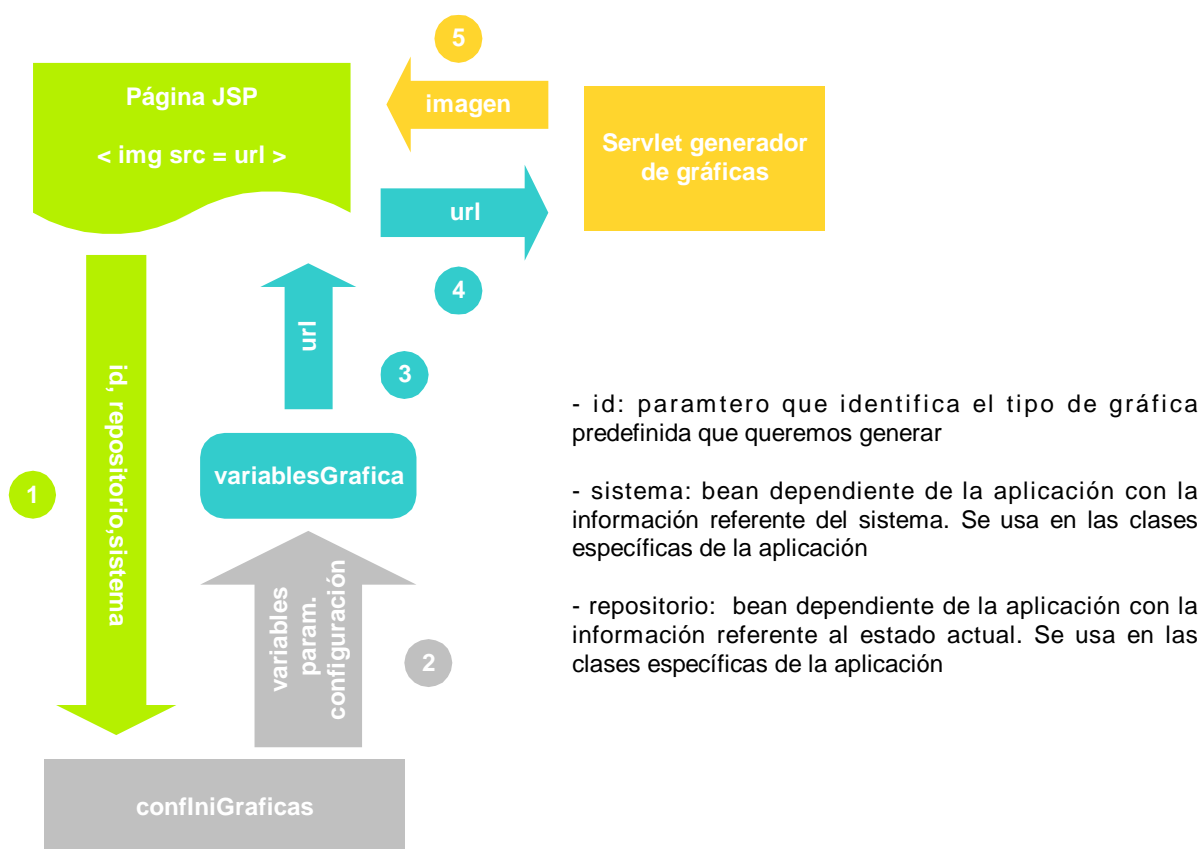 5
Página JSP
< img src = url >
imagen
Servlet generador
de gráficas
url
4
url
3
id, repositorio,sistema
1
variablesGrafica
variables
param.
configuración
2
confIniGraficas
- id: paramtero que identifica el tipo de gráfica
predefinida que queremos generar
- sistema: bean dependiente de la aplicación con la
información referente del sistema. Se usa en las clases
específicas de la aplicación
- repositorio: bean dependiente de la aplicación con la
información referente al estado actual. Se usa en las
clases específicas de la aplicación